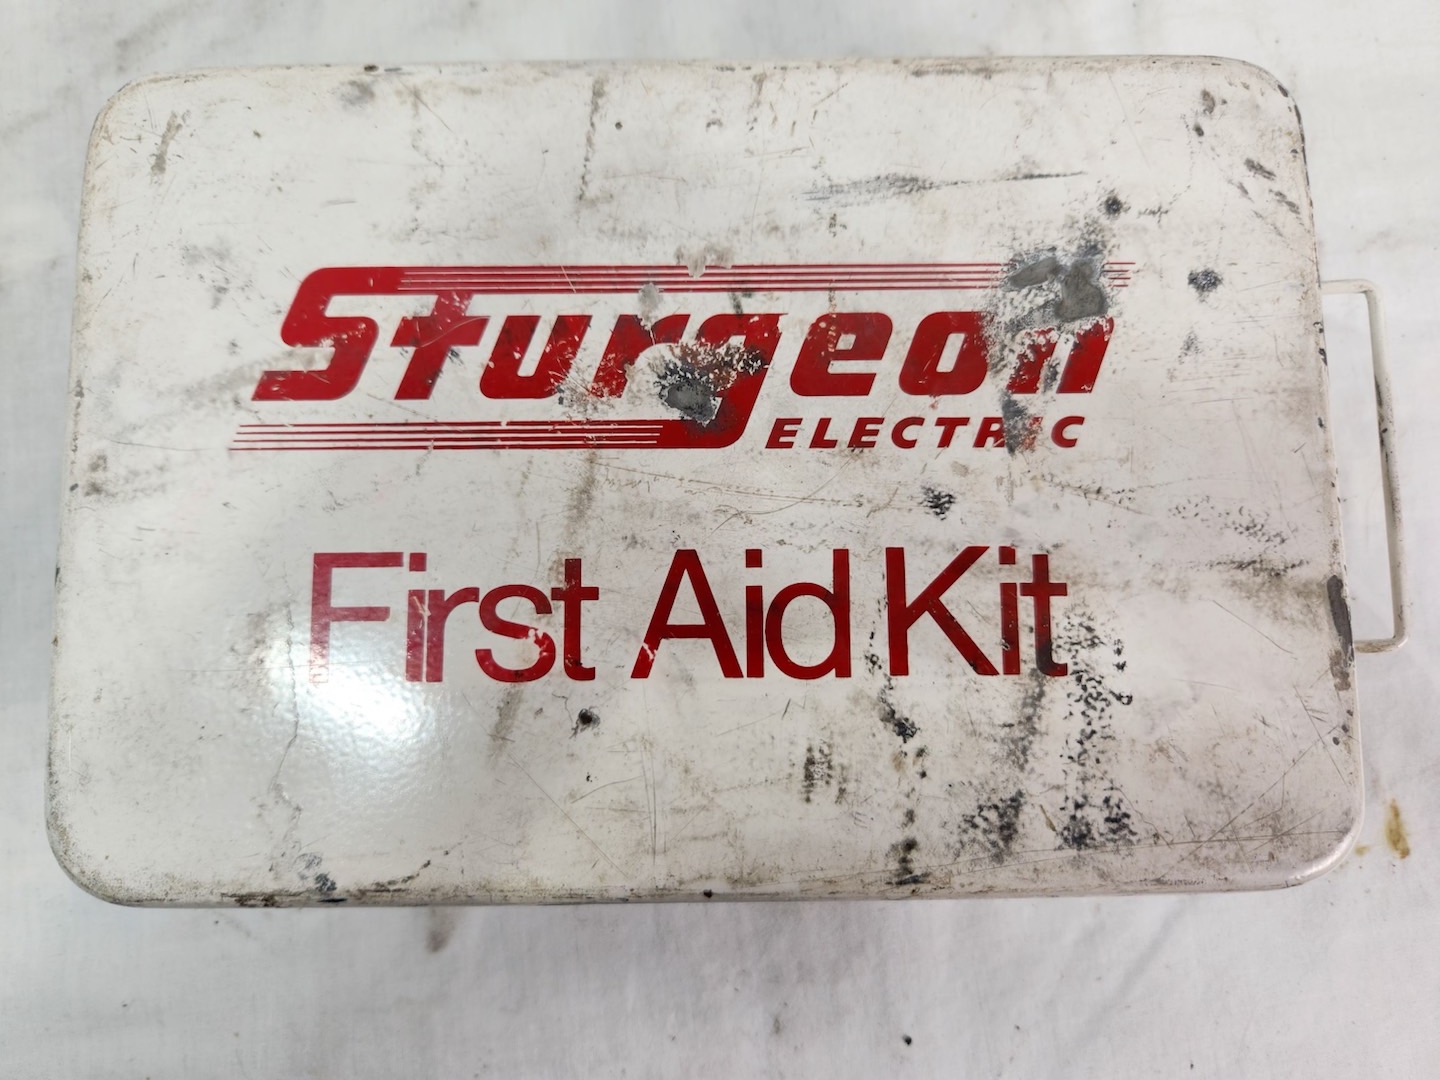 Sturgeon
ELECTRIC
First Aid Kit